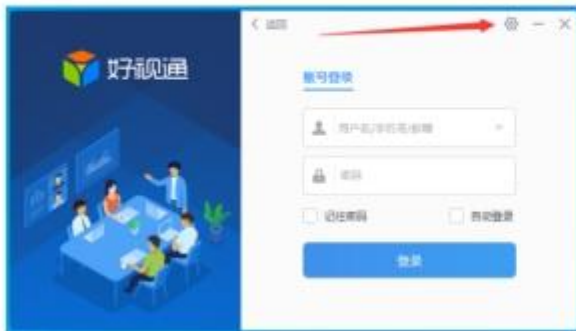 好视通
返回
账号登录
用户名/手机号/邮箱
密码
记住密码
自动登录
登录